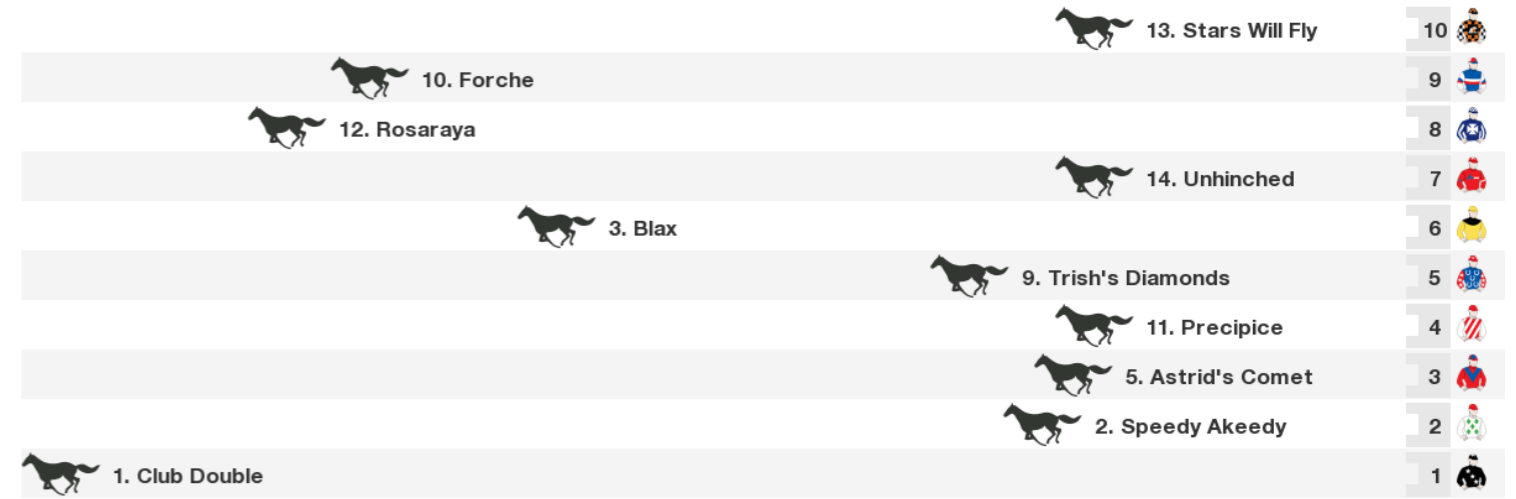 13. Stars Will Fly 10
10. Forche 9
12. Rosaraya 8
14. Unhinched 7
3. Blax 6
9. Trish's Diamonds 5
11. Precipice 4
5. Astrid's Comet 3
2. Speedy Akeedy 2
1. Club Double 1